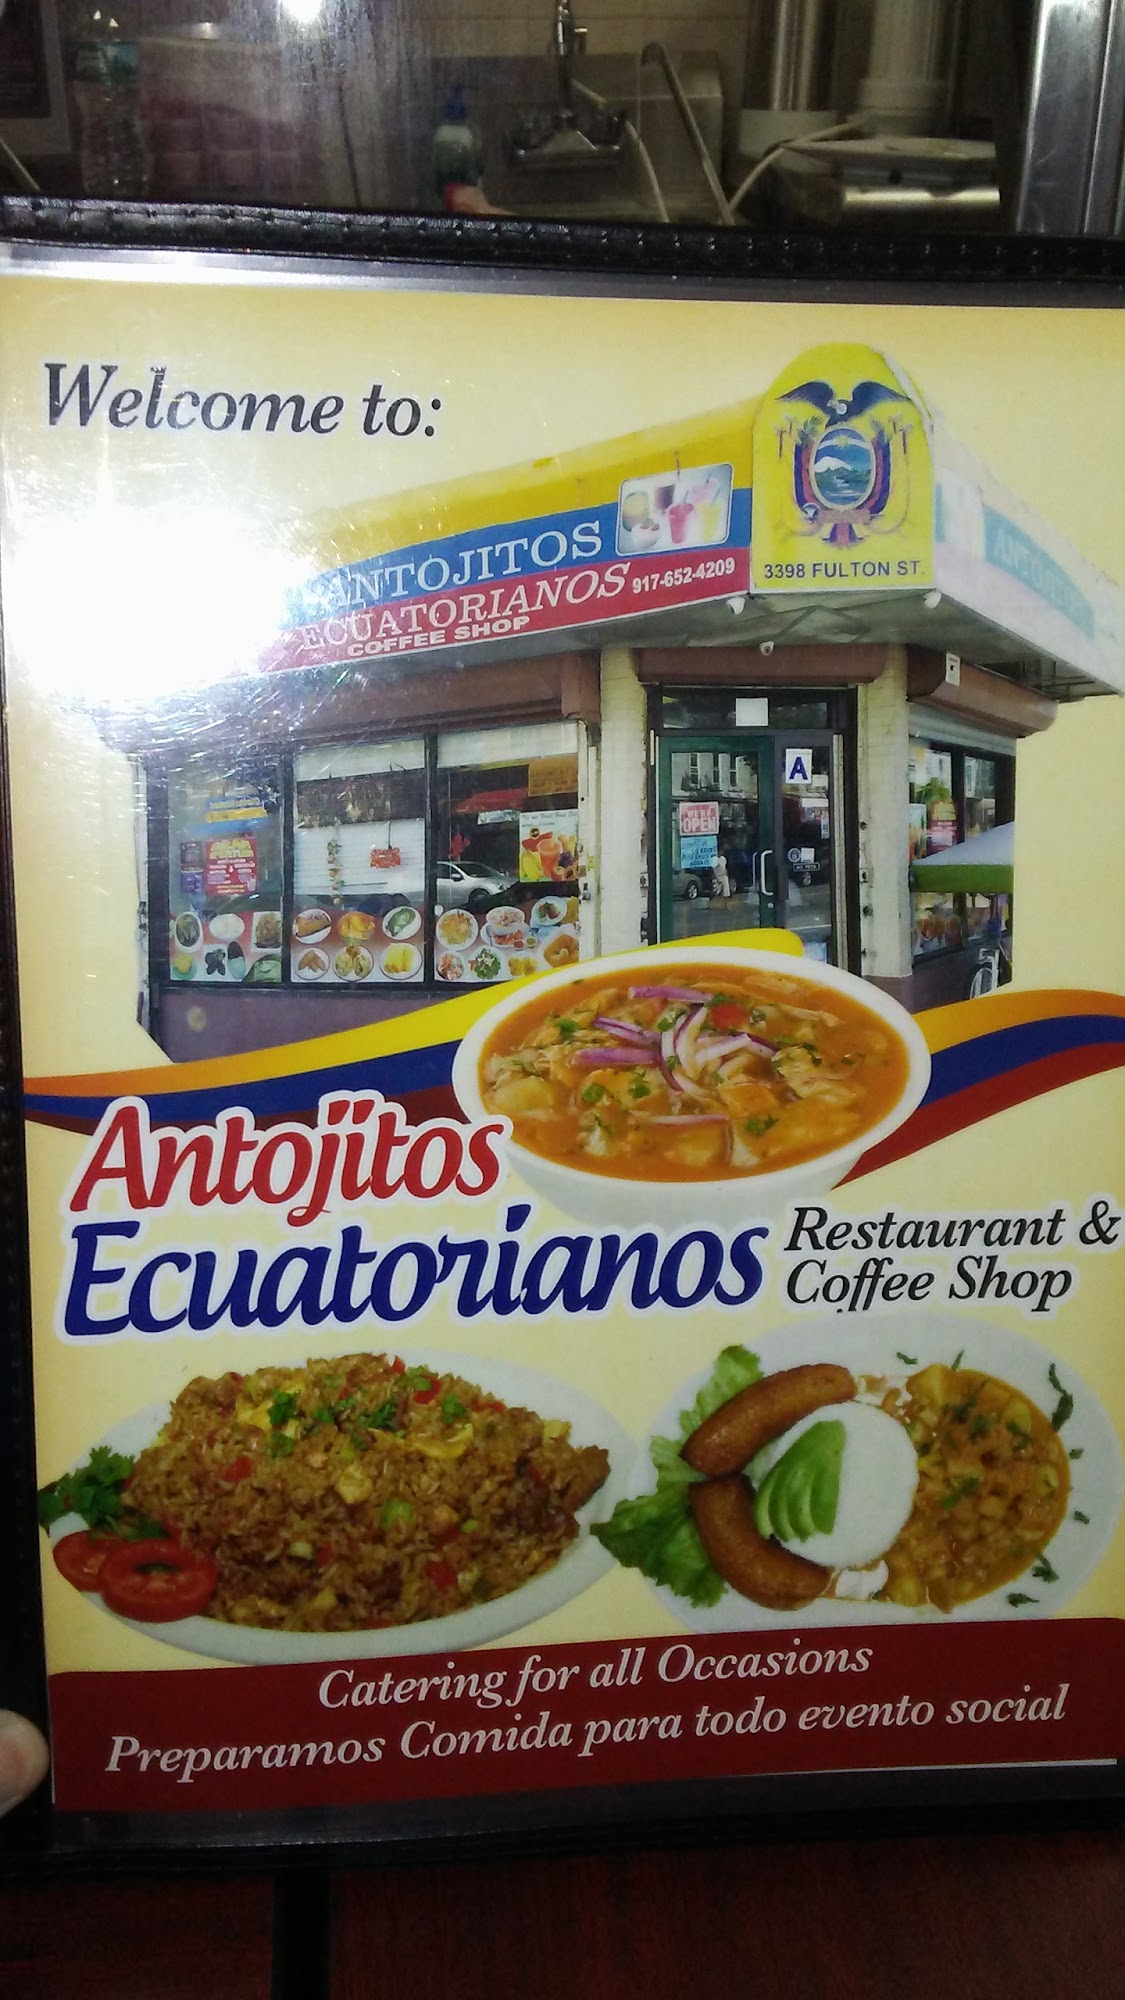 Welcome to:
ANTOJITOS
ECUATORIANOS 917-652-4209
COFFEE SHOP
3398 FULTON ST.
ANTOJITOS
A
OPEN
Antojitos
Ecuatorianos
Restaurant &
Coffee Shop
Catering for all Occasions
Preparamos Comida para todo evento social